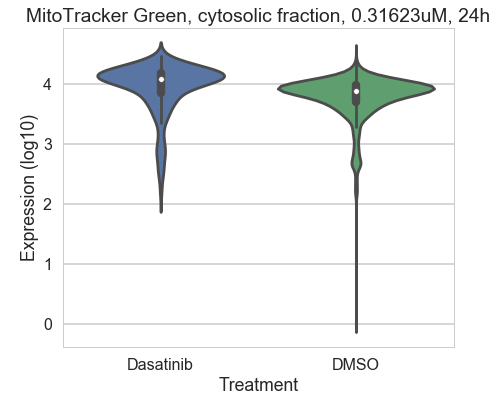 MitoTracker Green, cytosolic fraction, 0.31623uM, 24h
Expression (log10)
4
3
2
1
0
Dasatinib
DMSO
Treatment